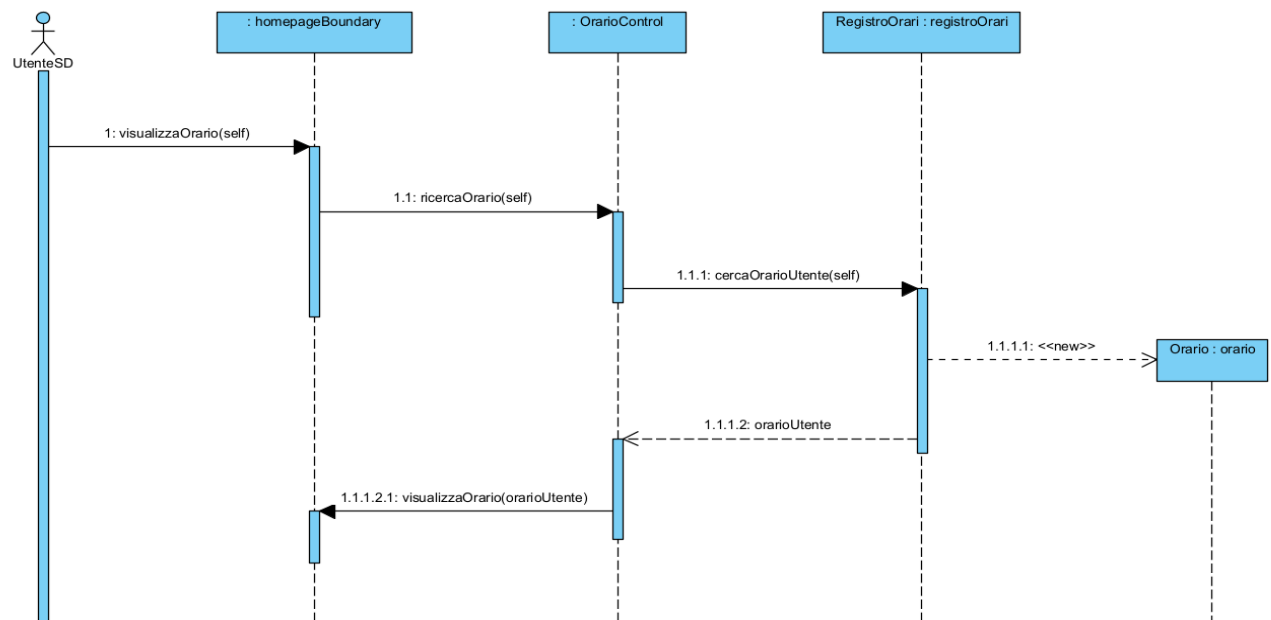 : homepageBoundary
: OrarioControl
RegistroOrari : registroOrari
UtenteSD
1: visualizzaOrario(self)
1.1: ricercaOrario(self)
1.1.1: cercaOrarioUtente(self)
1.1.1.1: <<new>>
Orario : orario
1.1.1.2: orarioUtente
1.1.1.2.1: visualizzaOrario(orarioUtente)